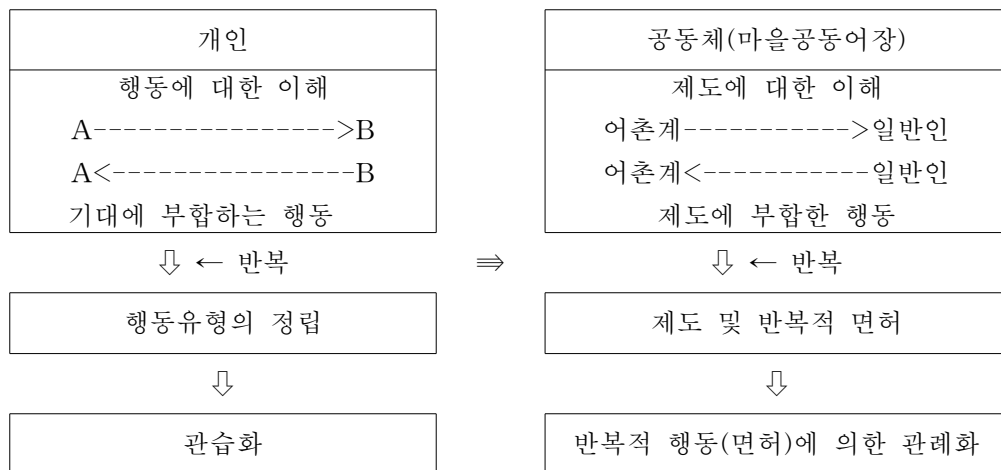 개인
행동에 대한 이해
A---------------->B
A<----------------B
기대에 부합하는 행동
⇩ ← 반복
행동유형의 정립
⇩
관습화
⇛
공동체(마을공동어장)
제도에 대한 이해
어촌계----------->일반인
어촌계<-----------일반인
제도에 부합한 행동
⇩ ← 반복
제도 및 반복적 면허
⇩
반복적 행동(면허)에 의한 관례화